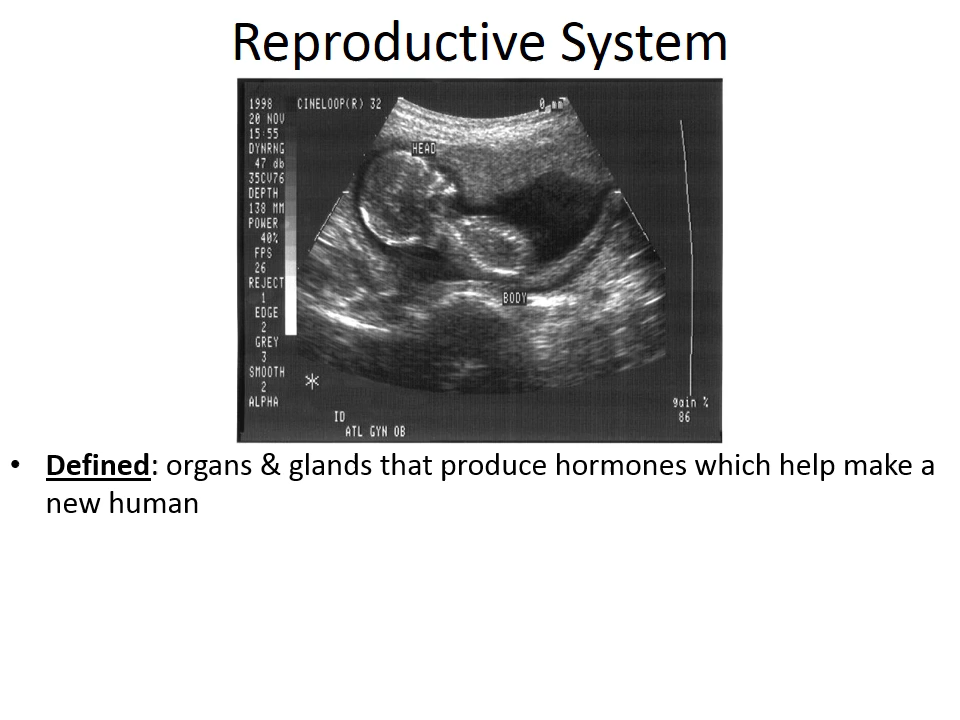 Reproductive System
1998 CINELOOP(R) 32 0 mm
20 NOV
15:55
DYNRNG
47 db
35CV76
DEPTH
138 MM
POWER
40%
FPS
26
REJECT
1
EDGE
2
GREY
3
SMOOTH
2
ALPHA
HEAD
BODY
gain %
86
ID
ATL GYN OB
• Defined: organs & glands that produce hormones which help make a
new human